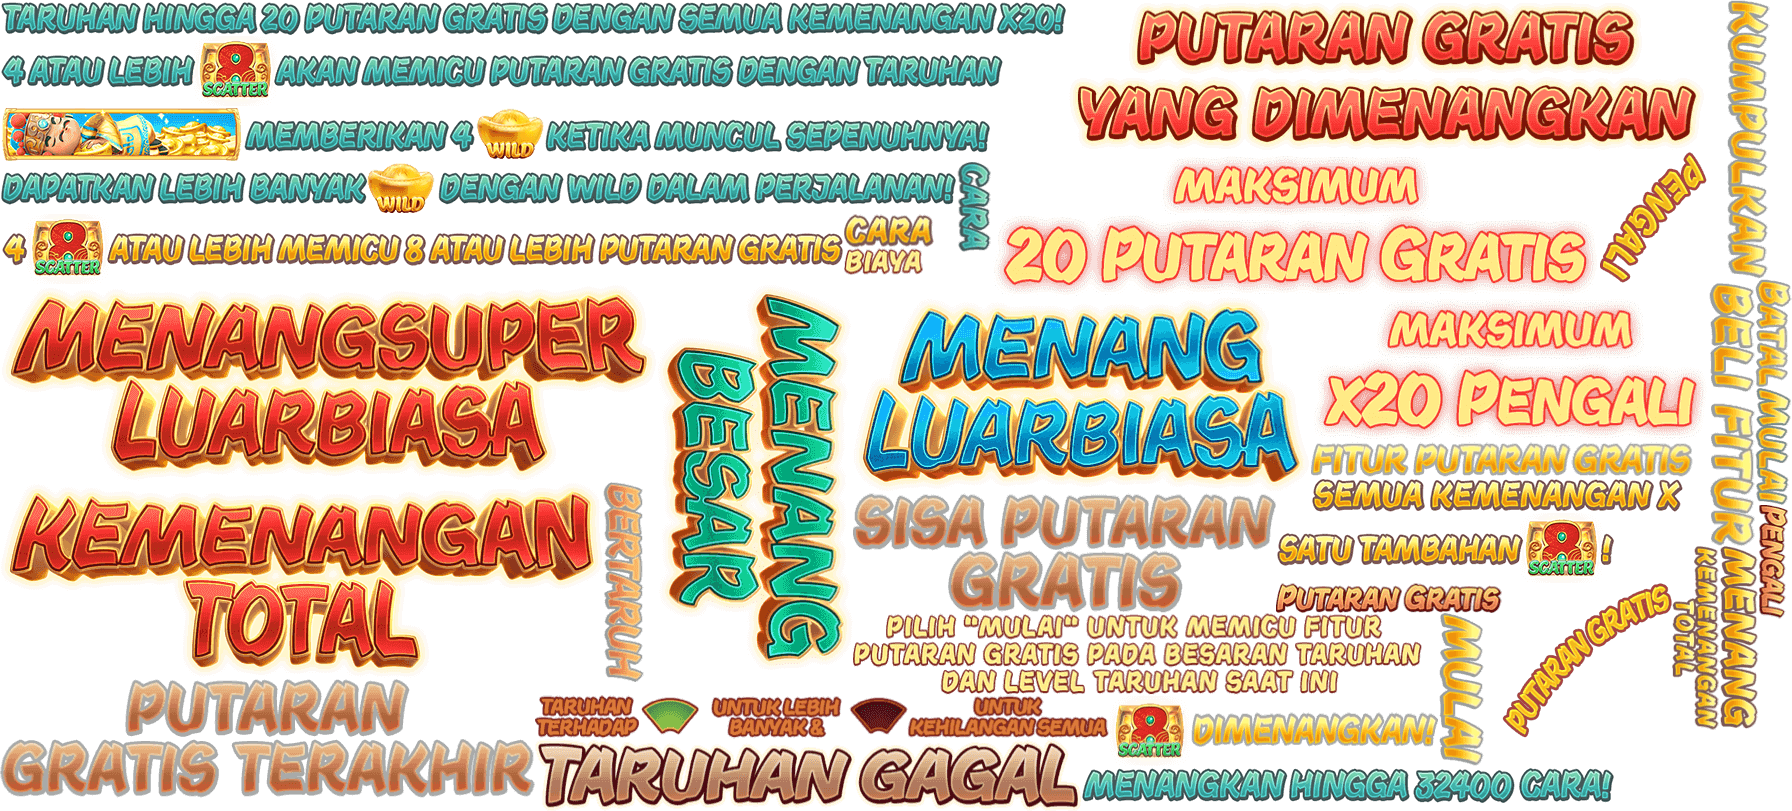 TARUHAN HINGGA 20 PUTARAN GRATIS DENGAN SEMUA KEMENANGAN X20!
4 ATAU LEBIH 8 SCATTER AKAN MEMICU PUTARAN GRATIS DENGAN TARUHAN
MEMBERIKAN 4 WILD KETIKA MUNCUL SEPENUHNYA!
DAPATKAN LEBIH BANYAK WILD DENGAN WILD DALAM PERJALANAN!
CARA
4 8 SCATTER ATAU LEBIH MEMICU 8 ATAU LEBIH PUTARAN GRATIS
CARA
BIAYA
PUTARAN GRATIS
YANG DIMENANGKAN
MAKSIMUM
20 PUTARAN GRATIS
PENGALI
KUMPULKAN
MENANGSUPER
LUARBIASA
MENANG
BESAR
MENANG
LUARBIASA
MAKSIMUM
X20 PENGALI
BATAL MULAI
BELI FITUR
FITUR PUTARAN GRATIS
SEMUA KEMENANGAN X
KEMENANGAN
TOTAL
BERTARUH
SISA PUTARAN
GRATIS
SATU TAMBAHAN 8 SCATTER !
PUTARAN GRATIS
PILIH "MULAI" UNTUK MEMICU FITUR
PUTARAN GRATIS PADA BESARAN TARUHAN
DAN LEVEL TARUHAN SAAT INI
MULAI
PUTARAN GRATIS
PENGALI
MENANG
KEMENANGAN
TOTAL
PUTARAN
GRATIS TERAKHIR
TARUHAN
TERHADAP
UNTUK LEBIH
BANYAK &
UNTUK
KEHILANGAN SEMUA
8 SCATTER DIMENANGKAN!
TARUHAN GAGAL
MENANGKAN HINGGA 32400 CARA!